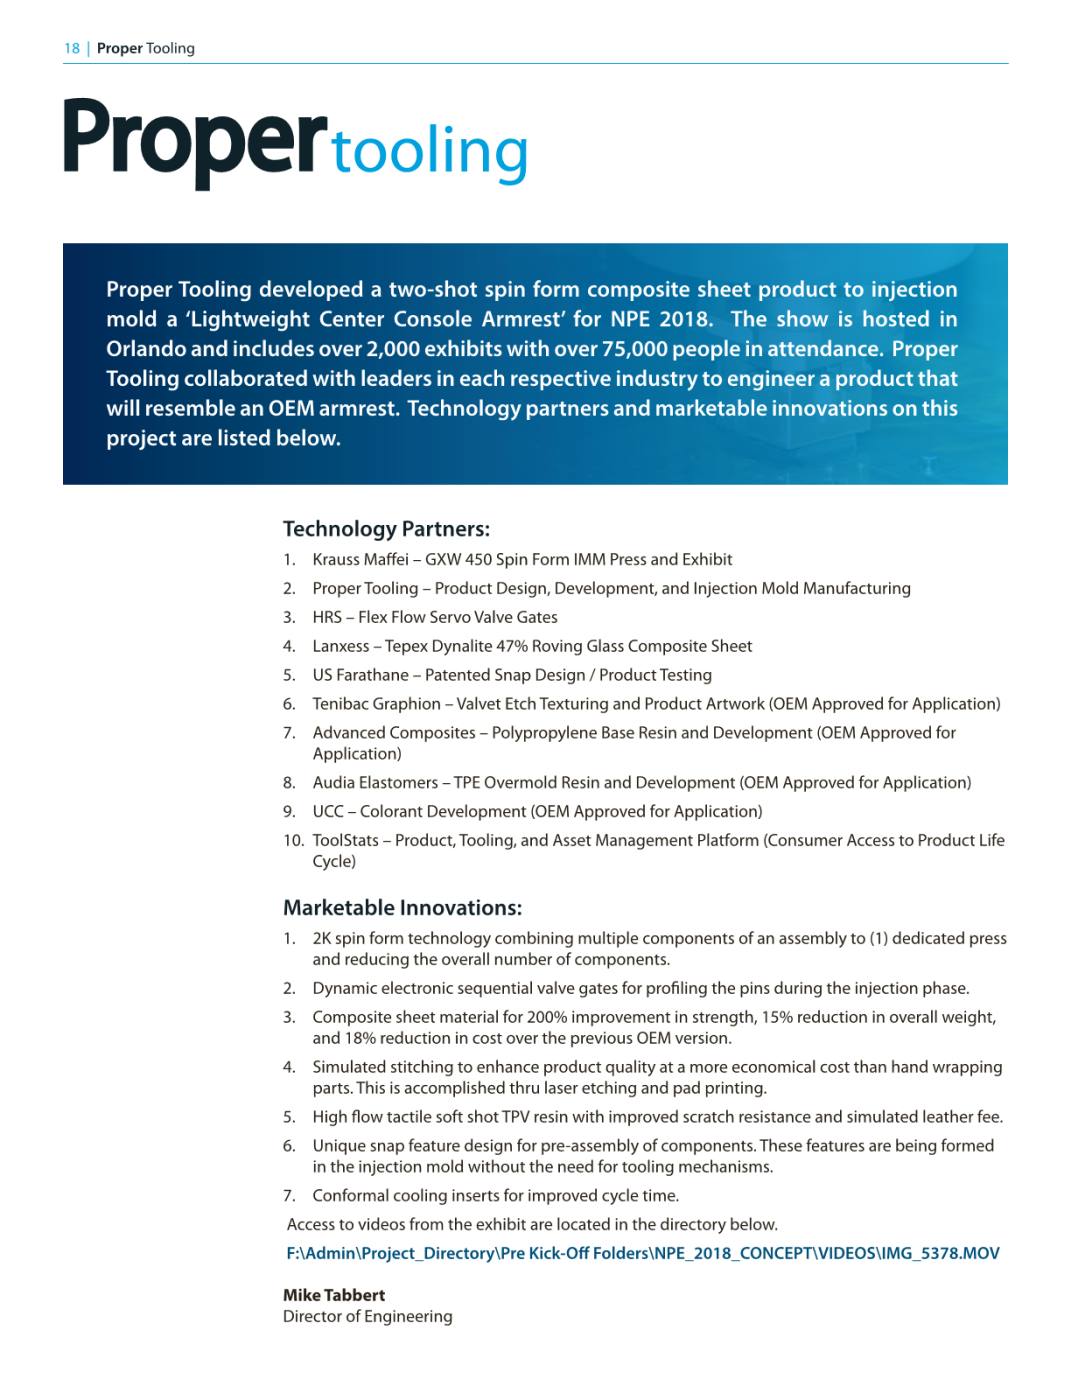 18 | Proper Tooling
Proper tooling
Proper Tooling developed a two-shot spin form composite sheet product to injection
mold a ‘Lightweight Center Console Armrest’ for NPE 2018. The show is hosted in
Orlando and includes over 2,000 exhibits with over 75,000 people in attendance. Proper
Tooling collaborated with leaders in each respective industry to engineer a product that
will resemble an OEM armrest. Technology partners and marketable innovations on this
project are listed below.
Technology Partners:
1. Krauss Maffei – GXW 450 Spin Form IMM Press and Exhibit
2. Proper Tooling – Product Design, Development, and Injection Mold Manufacturing
3. HRS – Flex Flow Servo Valve Gates
4. Lanxess – Tepex Dynalite 47% Roving Glass Composite Sheet
5. US Farathane – Patented Snap Design / Product Testing
6. Tenibac Graphion – Valvet Etch Texturing and Product Artwork (OEM Approved for Application)
7. Advanced Composites – Polypropylene Base Resin and Development (OEM Approved for
Application)
8. Audia Elastomers – TPE Overmold Resin and Development (OEM Approved for Application)
9. UCC – Colorant Development (OEM Approved for Application)
10. ToolStats – Product, Tooling, and Asset Management Platform (Consumer Access to Product Life
Cycle)
Marketable Innovations:
1. 2K spin form technology combining multiple components of an assembly to (1) dedicated press
and reducing the overall number of components.
2. Dynamic electronic sequential valve gates for profiling the pins during the injection phase.
3. Composite sheet material for 200% improvement in strength, 15% reduction in overall weight,
and 18% reduction in cost over the previous OEM version.
4. Simulated stitching to enhance product quality at a more economical cost than hand wrapping
parts. This is accomplished thru laser etching and pad printing.
5. High flow tactile soft shot TPV resin with improved scratch resistance and simulated leather fee.
6. Unique snap feature design for pre-assembly of components. These features are being formed
in the injection mold without the need for tooling mechanisms.
7. Conformal cooling inserts for improved cycle time.
Access to videos from the exhibit are located in the directory below.
F:\Admin\Project_Directory\Pre Kick-Off Folders\NPE_2018_CONCEPT\VIDEOS\IMG_5378.MOV
Mike Tabbert
Director of Engineering